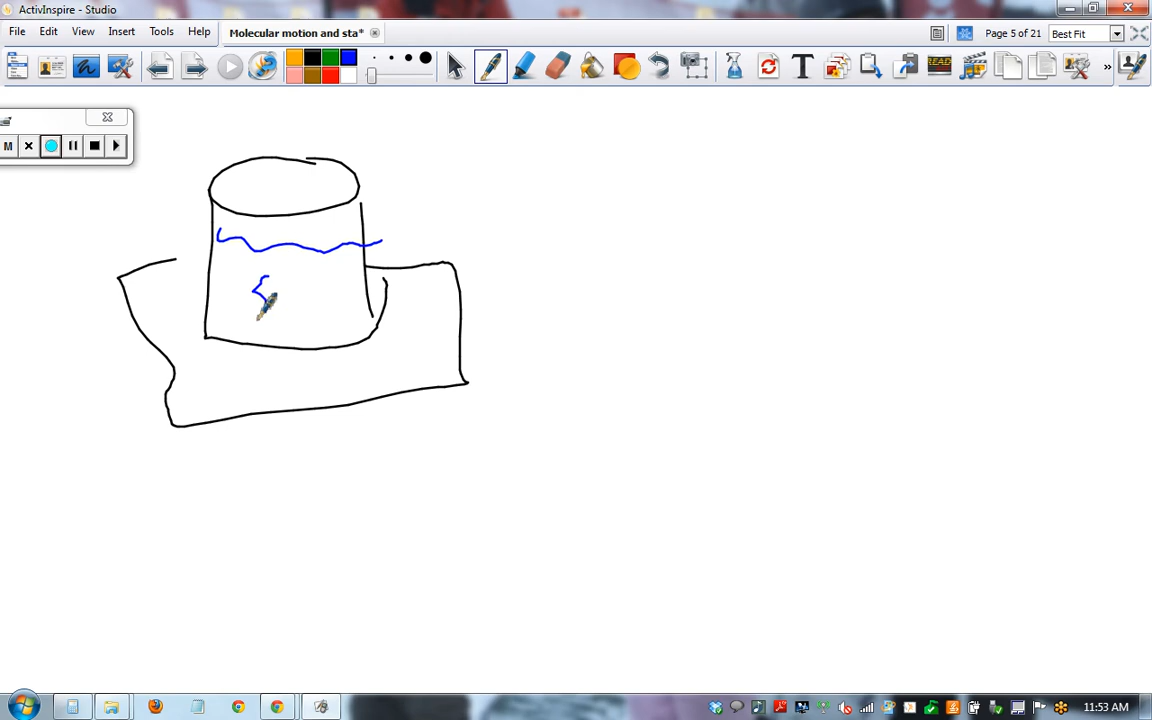 ActivInspire - Studio
File Edit View Insert Tools Help Molecular motion and sta* Page 5 of 21 Best Fit
T READ »
M
11:53 AM